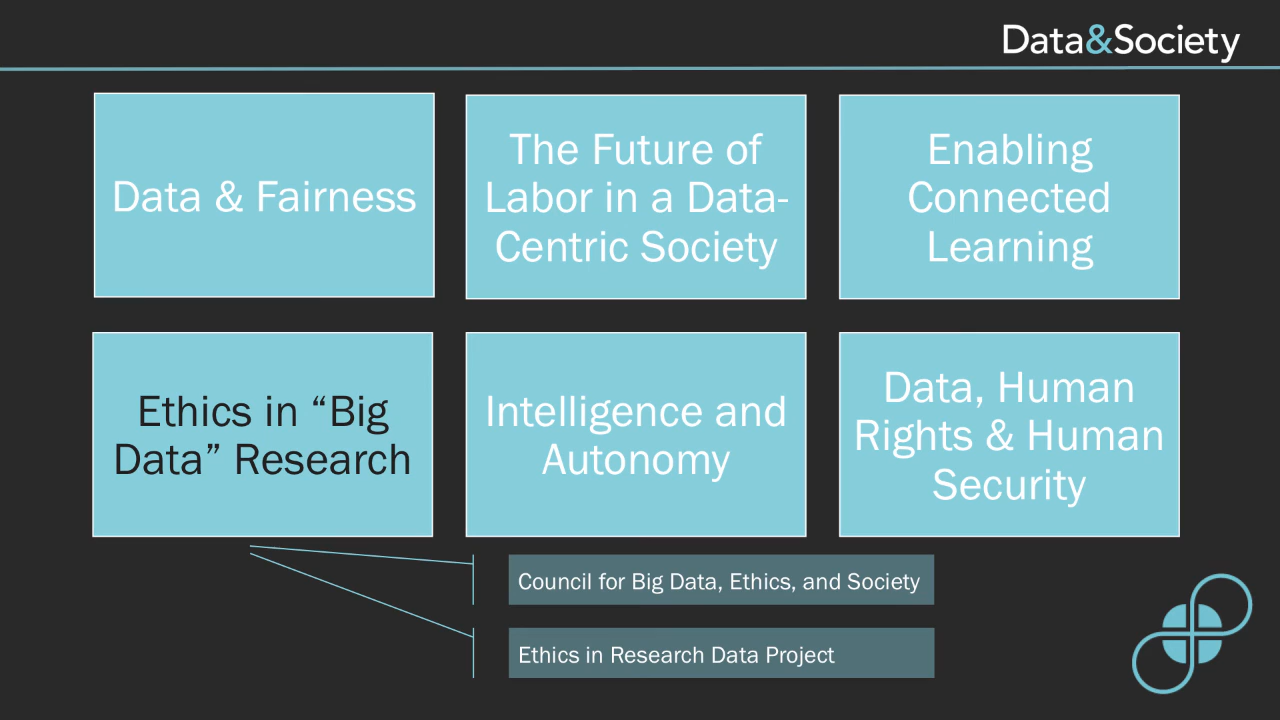 Data&Society
Data & Fairness
The Future of
Labor in a Data-
Centric Society
Enabling
Connected
Learning
Ethics in “Big
Data” Research
Intelligence and
Autonomy
Data, Human
Rights & Human
Security
Council for Big Data, Ethics, and Society
Ethics in Research Data Project